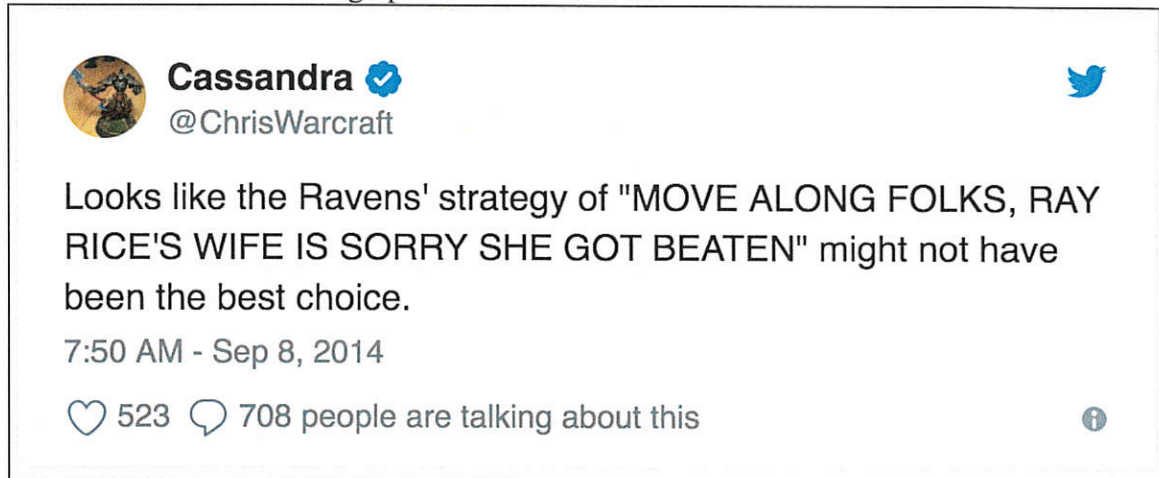 Cassandra
@ChrisWarcraft
Looks like the Ravens' strategy of "MOVE ALONG FOLKS, RAY
RICE'S WIFE IS SORRY SHE GOT BEATEN" might not have
been the best choice.
7:50 AM - Sep 8, 2014
523 708 people are talking about this